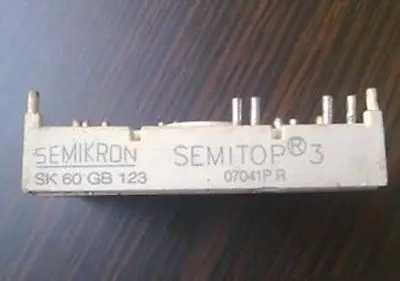 SEMIKRON SEMITOP®3
SK 60 GB 123 07041P R